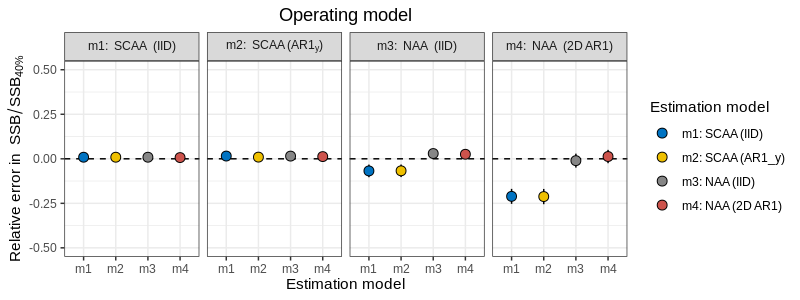 Operating model
m1: SCAA (IID)
m2: SCAA (AR1y)
m3: NAA (IID)
m4: NAA (2D AR1)
Relative error in SSB/SSB40%
0.50
0.25
0.00
-0.25
-0.50
m1 m2 m3 m4
m1 m2 m3 m4
m1 m2 m3 m4
m1 m2 m3 m4
Estimation model
Estimation model
m1: SCAA (IID)
m2: SCAA (AR1_y)
m3: NAA (IID)
m4: NAA (2D AR1)